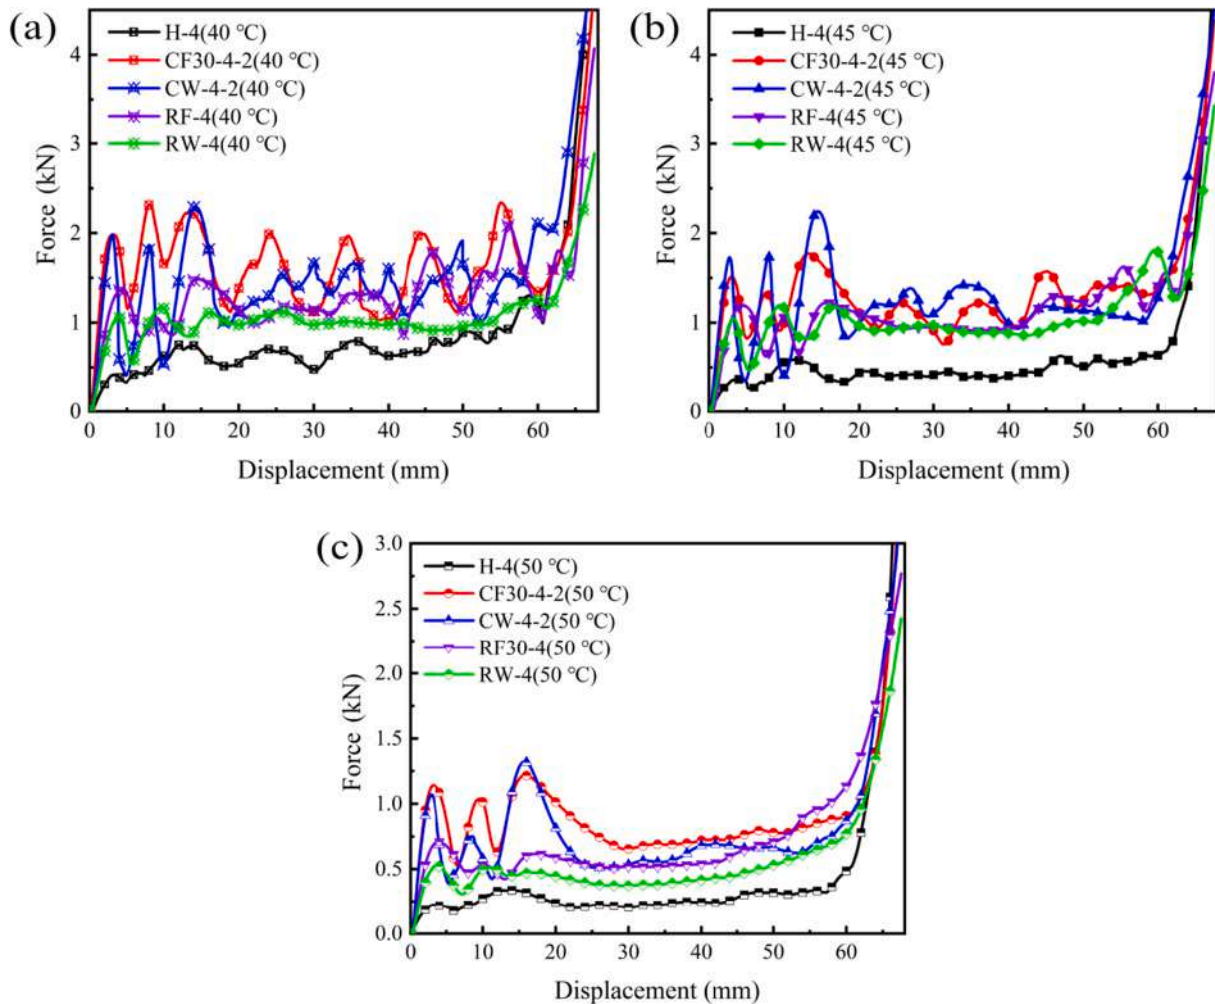 (a)
H-4(40 ℃)
CF30-4-2(40 ℃)
CW-4-2(40 ℃)
RF-4(40 ℃)
RW-4(40 ℃)
Force (kN)
4
3
2
1
0
0 10 20 30 40 50 60
Displacement (mm)
(b)
H-4(45 ℃)
CF30-4-2(45 ℃)
CW-4-2(45 ℃)
RF-4(45 ℃)
RW-4(45 ℃)
Force (kN)
4
3
2
1
0
0 10 20 30 40 50 60
Displacement (mm)
(c)
H-4(50 ℃)
CF30-4-2(50 ℃)
CW-4-2(50 ℃)
RF30-4(50 ℃)
RW-4(50 ℃)
Force (kN)
3.0
2.5
2.0
1.5
1.0
0.5
0.0
0 10 20 30 40 50 60
Displacement (mm)